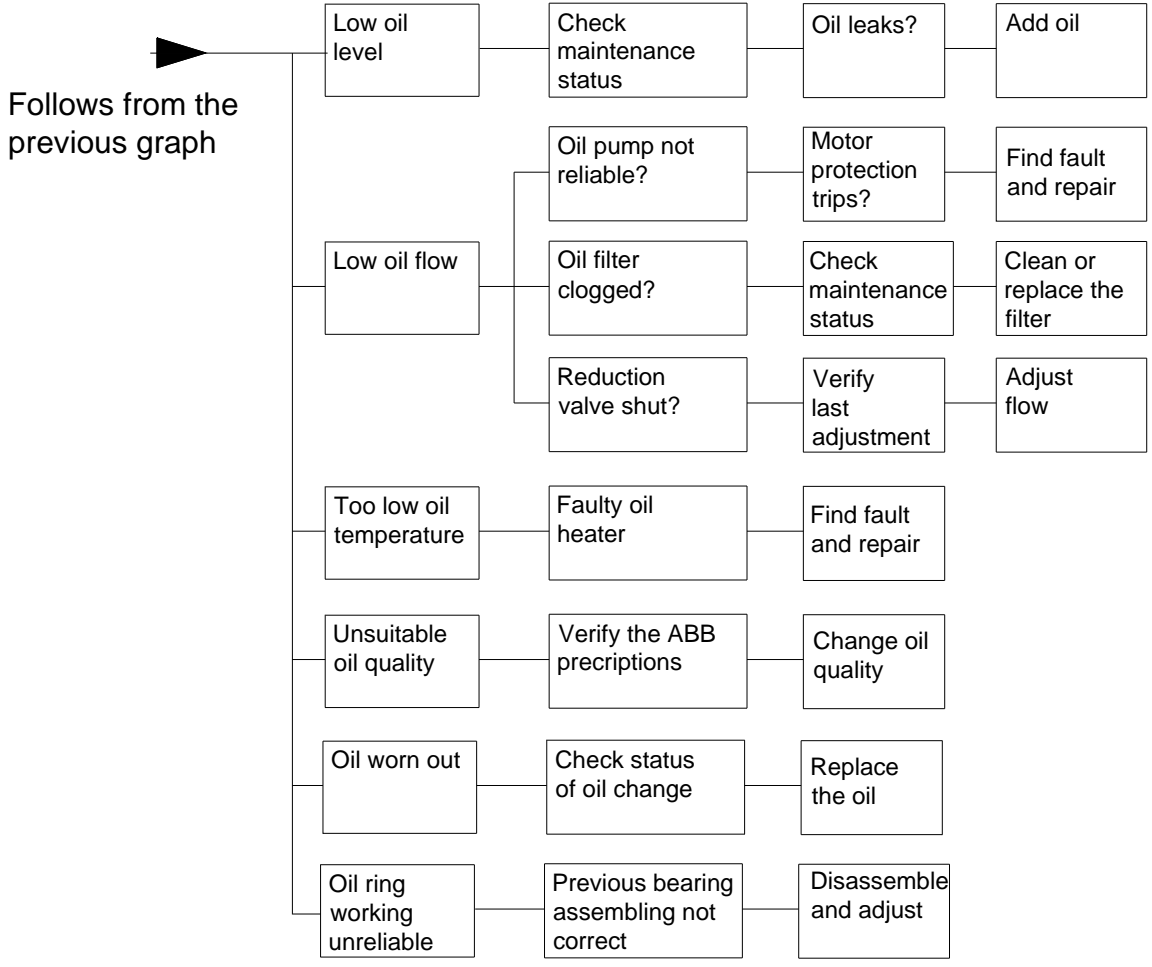 Low oil
level
Check
maintenance
status
Oil leaks?
Add oil
Follows from the
previous graph
Oil pump not
reliable?
Motor
protection
trips?
Find fault
and repair
Low oil flow
Oil filter
clogged?
Check
maintenance
status
Clean or
replace the
filter
Reduction
valve shut?
Verify
last
adjustment
Adjust
flow
Too low oil
temperature
Faulty oil
heater
Find fault
and repair
Unsuitable
oil quality
Verify the ABB
precriptions
Change oil
quality
Oil worn out
Check status
of oil change
Replace
the oil
Oil ring
working
unreliable
Previous bearing
assembling not
correct
Disassemble
and adjust